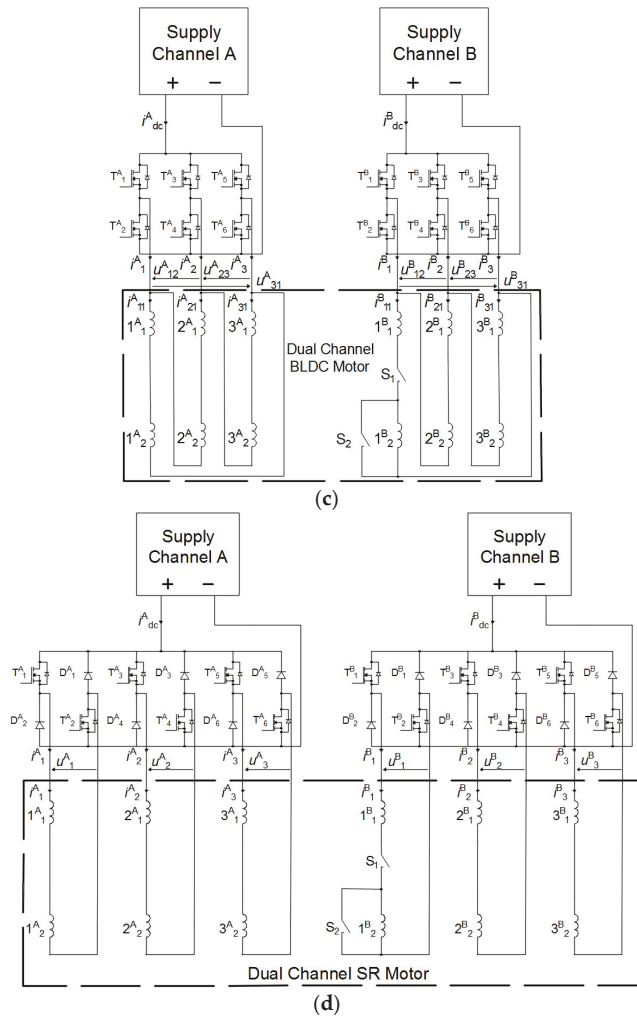 Supply Channel A
Supply Channel B
+ − + −
i^A_dc i^B_dc
T^A_1 T^A_3 T^A_5 T^B_1 T^B_3 T^B_5
T^A_2 T^A_4 T^A_6 T^B_2 T^B_4 T^B_6
i^A_1 i^A_2 i^A_3 i^B_1 i^B_2 i^B_3
u^A_12 u^A_23 u^A_31 u^B_12 u^B_23 u^B_31
i^A_11 i^A_21 i^A_31 i^B_11 i^B_21 i^B_31
1^A_1 2^A_1 3^A_1 1^B_1 2^B_1 3^B_1
Dual Channel
BLDC Motor
S_1
S_2
1^A_2 2^A_2 3^A_2 1^B_2 2^B_2 3^B_2
(c)
Supply Channel A
Supply Channel B
+ − + −
i^A_dc i^B_dc
T^A_1 D^A_1 T^A_3 D^A_3 T^A_5 D^A_5 T^B_1 D^B_1 T^B_3 D^B_3 T^B_5 D^B_5
D^A_2 T^A_2 D^A_4 T^A_4 D^A_6 T^A_6 D^B_2 T^B_2 D^B_4 T^B_4 D^B_6 T^B_6
i^A_1 u^A_1 i^A_2 u^A_2 i^A_3 u^A_3 i^B_1 u^B_1 i^B_2 u^B_2 i^B_3 u^B_3
i^A_1 i^A_2 i^A_3 i^B_1 i^B_2 i^B_3
1^A_1 2^A_1 3^A_1 1^B_1 2^B_1 3^B_1
S_1
S_2
1^A_2 2^A_2 3^A_2 1^B_2 2^B_2 3^B_2
Dual Channel SR Motor
(d)